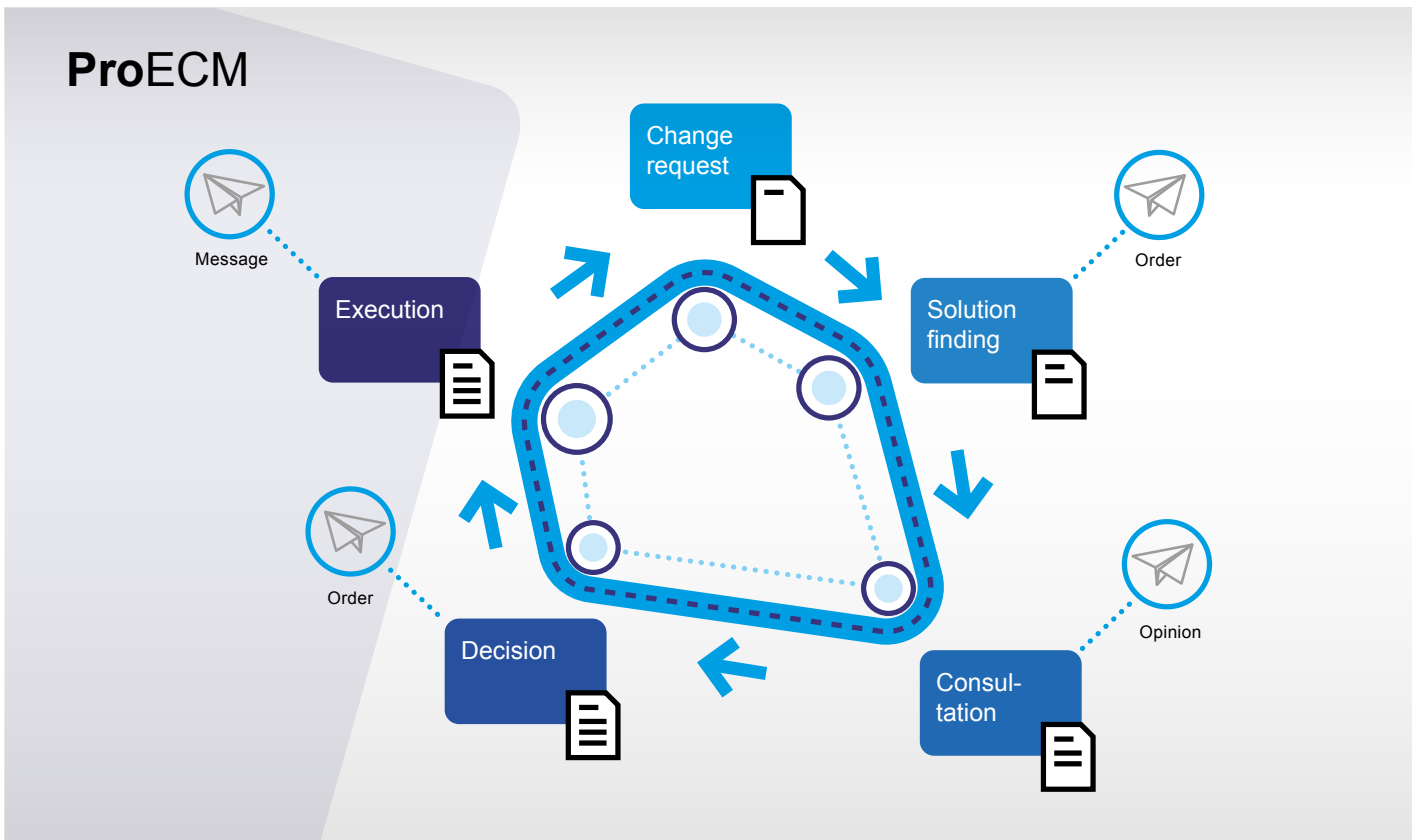 ProECM
Change
request
Message
Order
Execution
Solution
finding
Order
Opinion
Decision
Consul-
tation